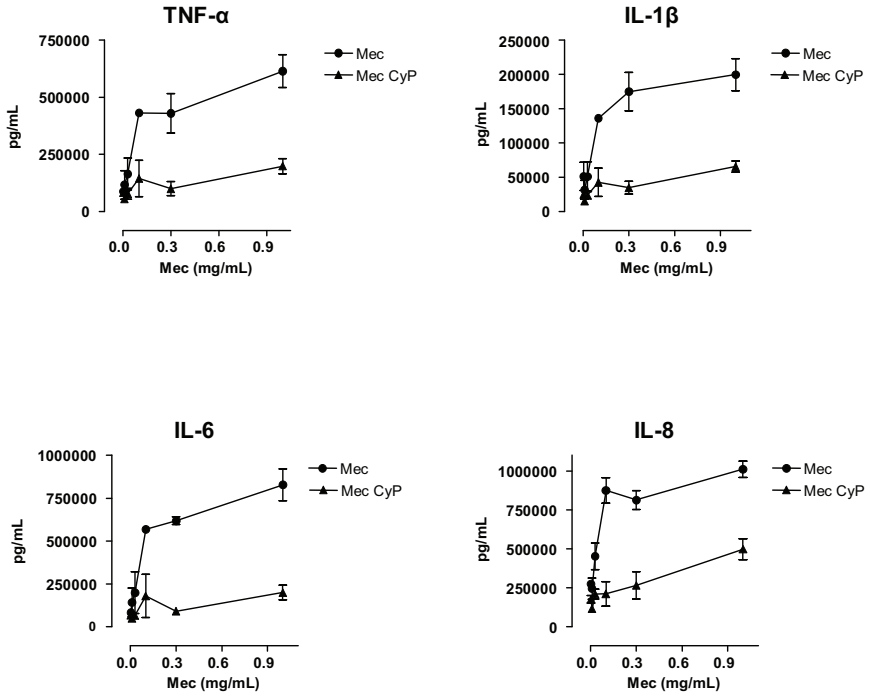 TNF-α
750000
500000
250000
0
pg/mL
0.0 0.3 0.6 0.9
Mec (mg/mL)
Mec
Mec CyP
IL-1β
250000
200000
150000
100000
50000
0
pg/mL
0.0 0.3 0.6 0.9
Mec (mg/mL)
Mec
Mec CyP
IL-6
1000000
750000
500000
250000
0
pg/mL
0.0 0.3 0.6 0.9
Mec (mg/mL)
Mec
Mec CyP
IL-8
1000000
750000
500000
250000
0
pg/mL
0.0 0.3 0.6 0.9
Mec (mg/mL)
Mec
Mec CyP